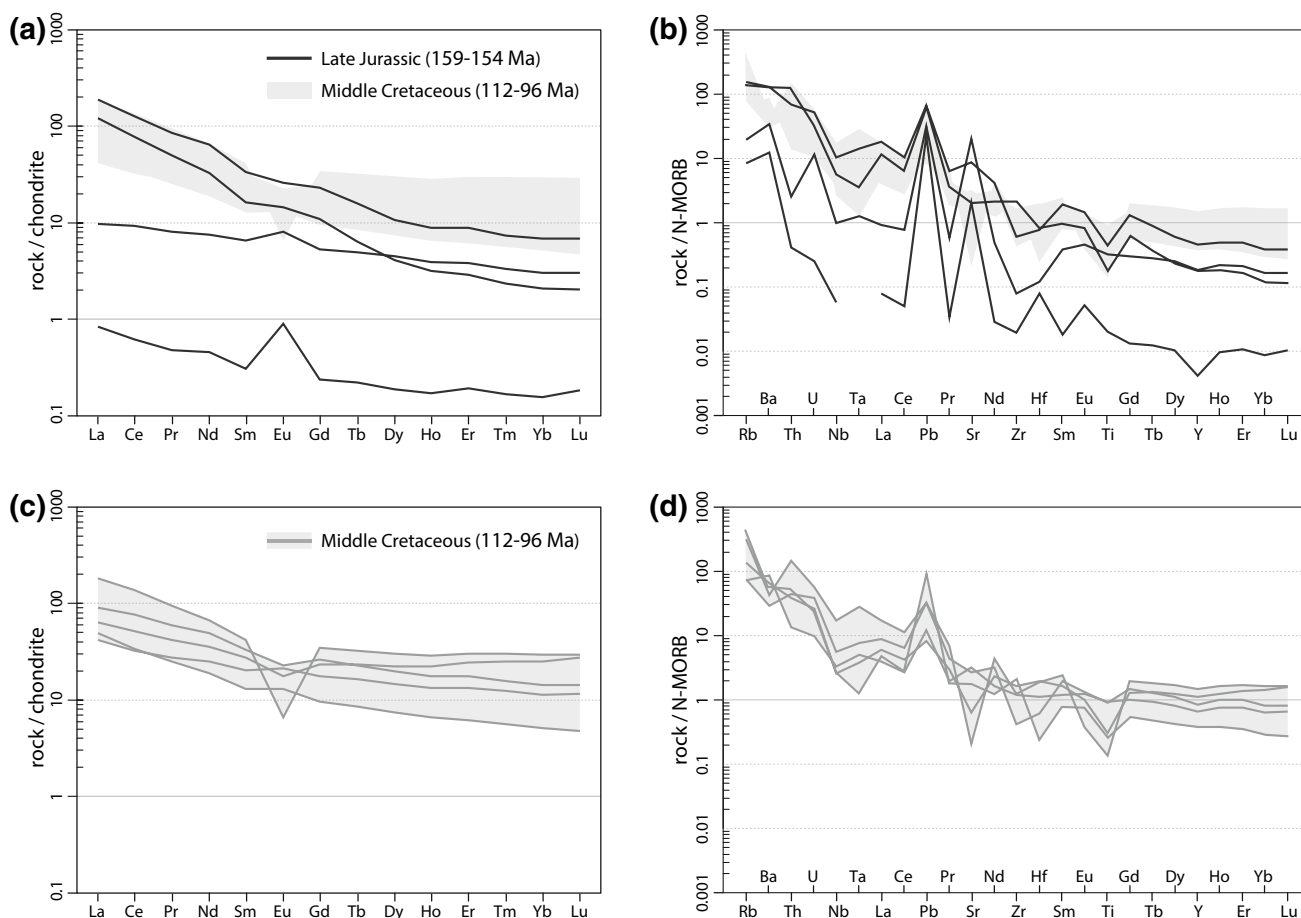 (a)
1000
100
10
1
0.1
rock / chondrite
Late Jurassic (159-154 Ma)
Middle Cretaceous (112-96 Ma)
La Ce Pr Nd Sm Eu Gd Tb Dy Ho Er Tm Yb Lu
(b)
1000
100
10
1
0.1
0.01
0.001
rock / N-MORB
Ba U Ta La Ce Pr Nd Hf Eu Gd Dy Ho Yb
Rb Th Nb La Pb Sr Zr Sm Ti Tb Y Er Lu
(c)
1000
100
10
1
0.1
rock / chondrite
Middle Cretaceous (112-96 Ma)
La Ce Pr Nd Sm Eu Gd Tb Dy Ho Er Tm Yb Lu
(d)
1000
100
10
1
0.1
0.01
0.001
rock / N-MORB
Ba U Ta Ce Hf Eu
Rb Th Nb La Pb Pr Sr Nd Zr Sm Ti Gd Tb Dy Y Ho Er Yb Lu